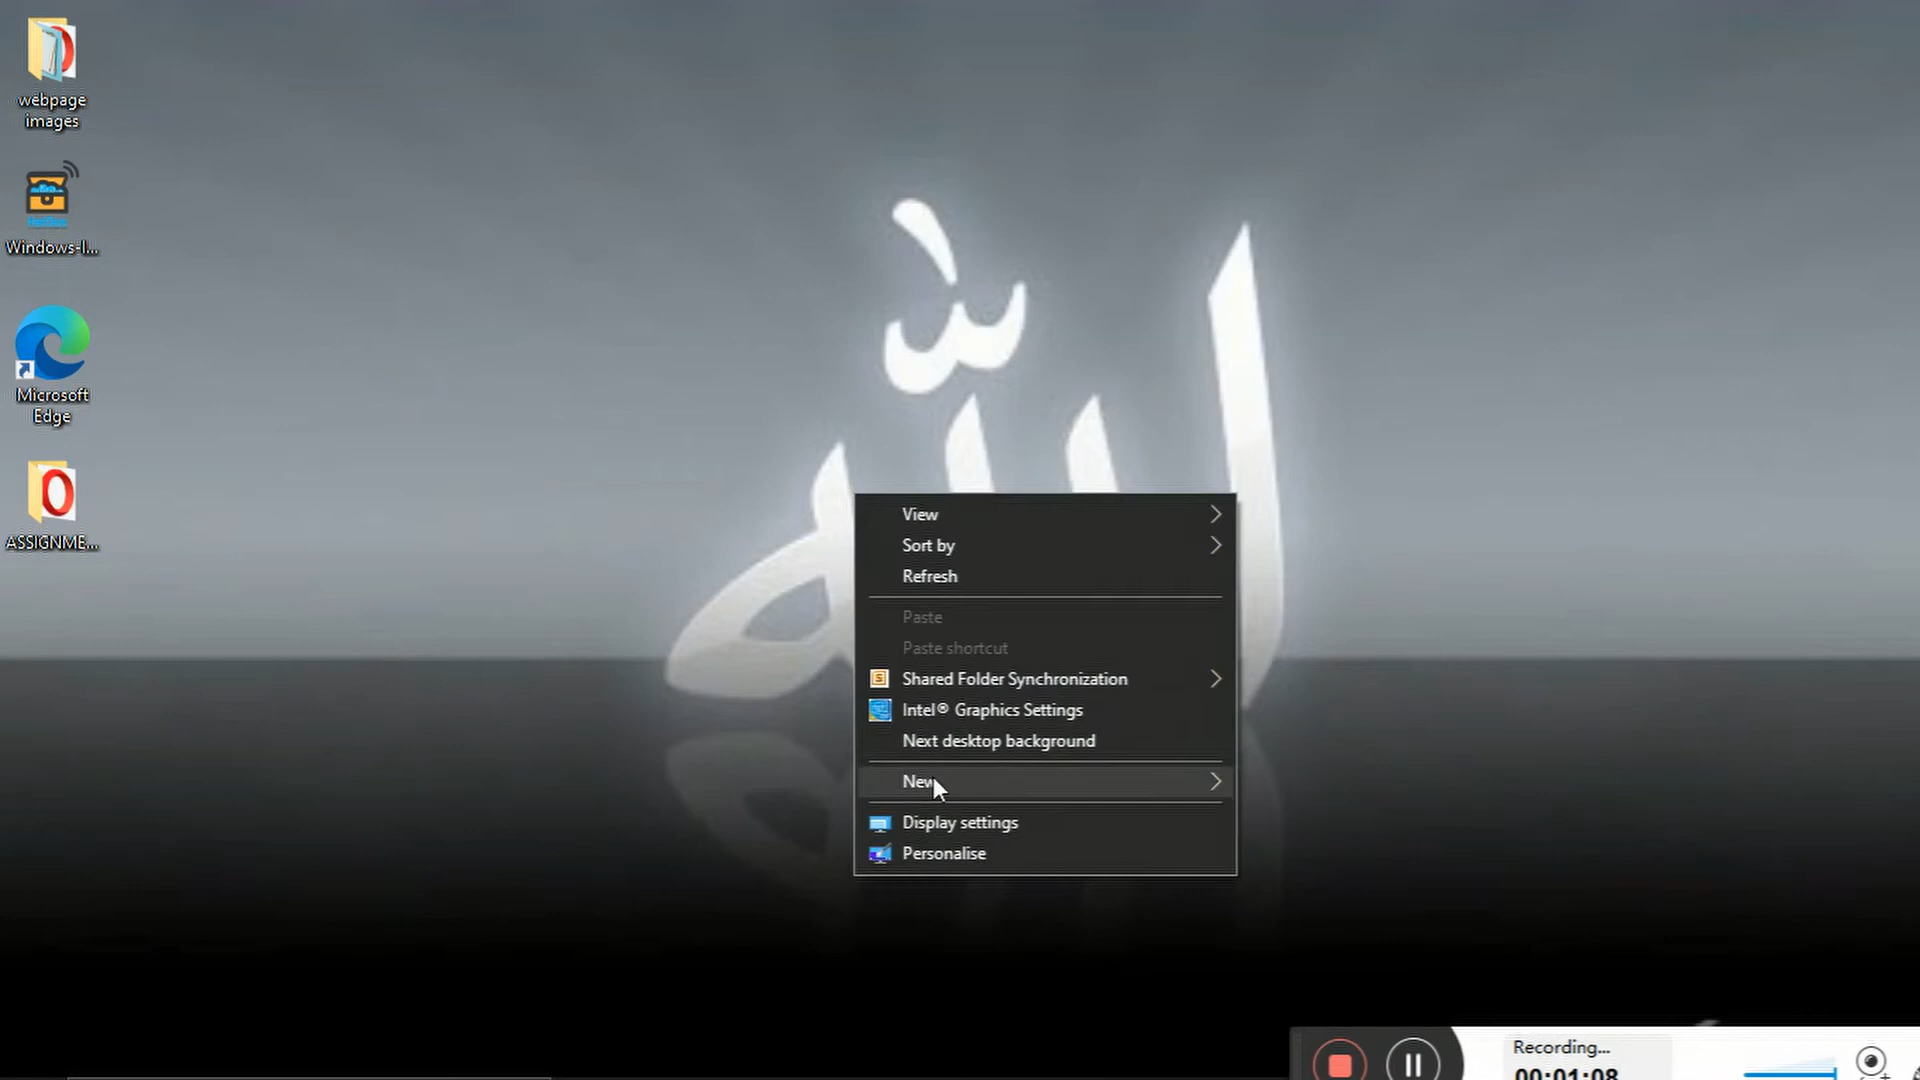 webpage
images
Windows-I...
Microsoft
Edge
ASSIGNME...
الله
View
Sort by
Refresh
Paste
Paste shortcut
Shared Folder Synchronization
Intel® Graphics Settings
Next desktop background
New
Display settings
Personalise
Recording...
00:01:08